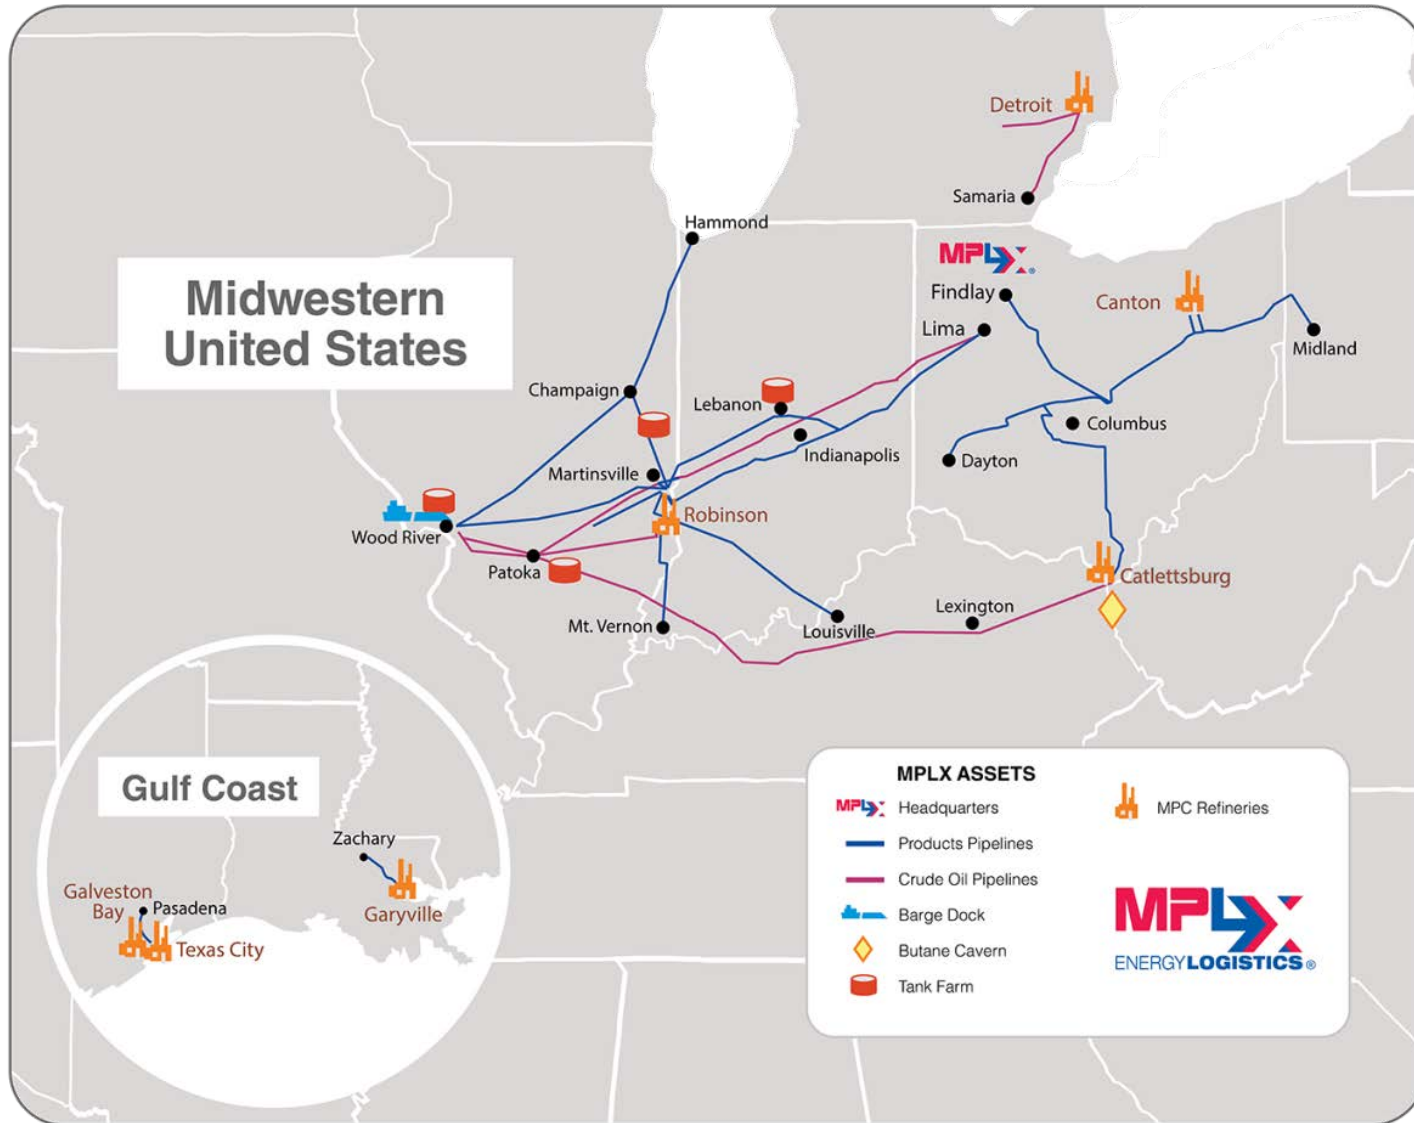 Detroit
Samaria
Hammond
MPLX®
Findlay
Canton
Midwestern
United States
Lima
Midland
Champaign
Lebanon
Columbus
Indianapolis
Dayton
Martinsville
Robinson
Wood River
Patoka
Catlettsburg
Lexington
Mt. Vernon
Louisville
Gulf Coast
Zachary
Galveston
Bay
Pasadena
Garyville
Texas City
MPLX ASSETS
MPLX
Headquarters
MPC Refineries
Products Pipelines
Crude Oil Pipelines
Barge Dock
Butane Cavern
Tank Farm
MPLX
ENERGYLOGISTICS®